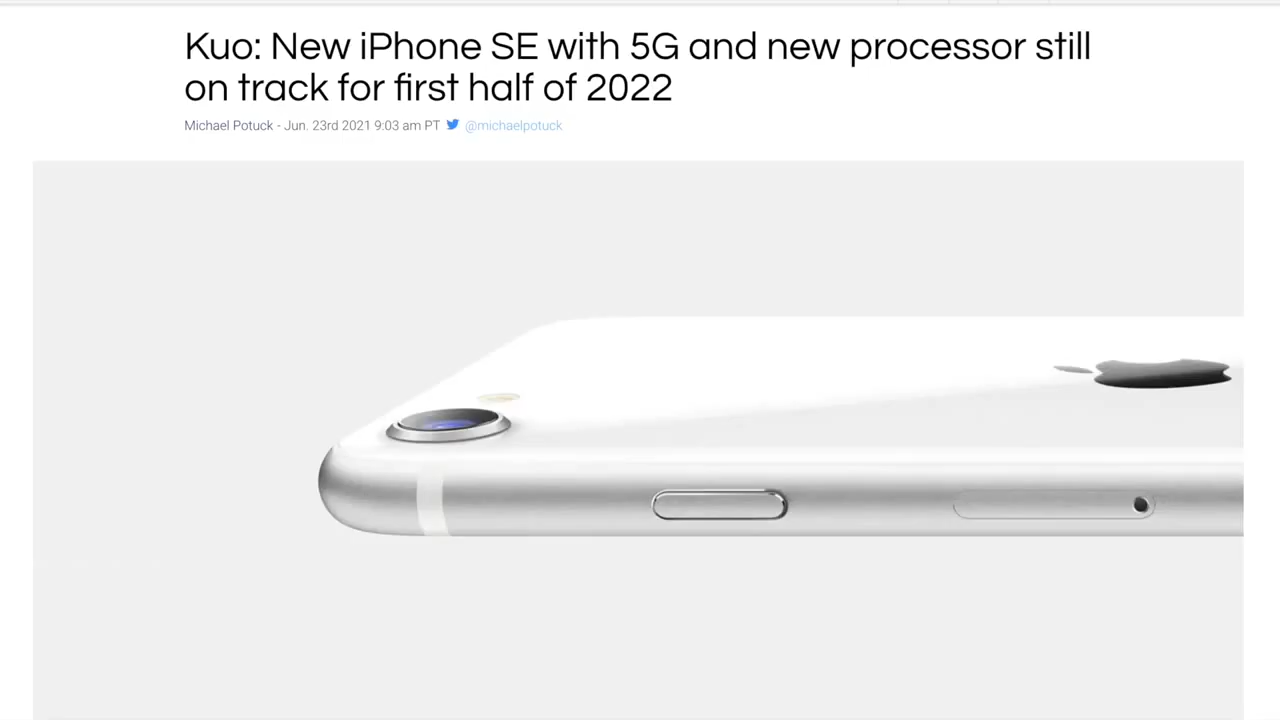 Kuo: New iPhone SE with 5G and new processor still
on track for first half of 2022
Michael Potuck - Jun. 23rd 2021 9:03 am PT @michaelpotuck